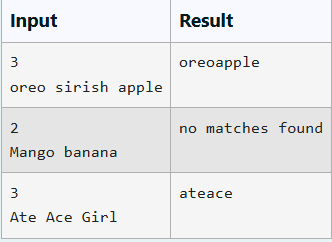 Input Result
3 oreoapple
oreo sirish apple
2 no matches found
Mango banana
3 ateace
Ate Ace Girl